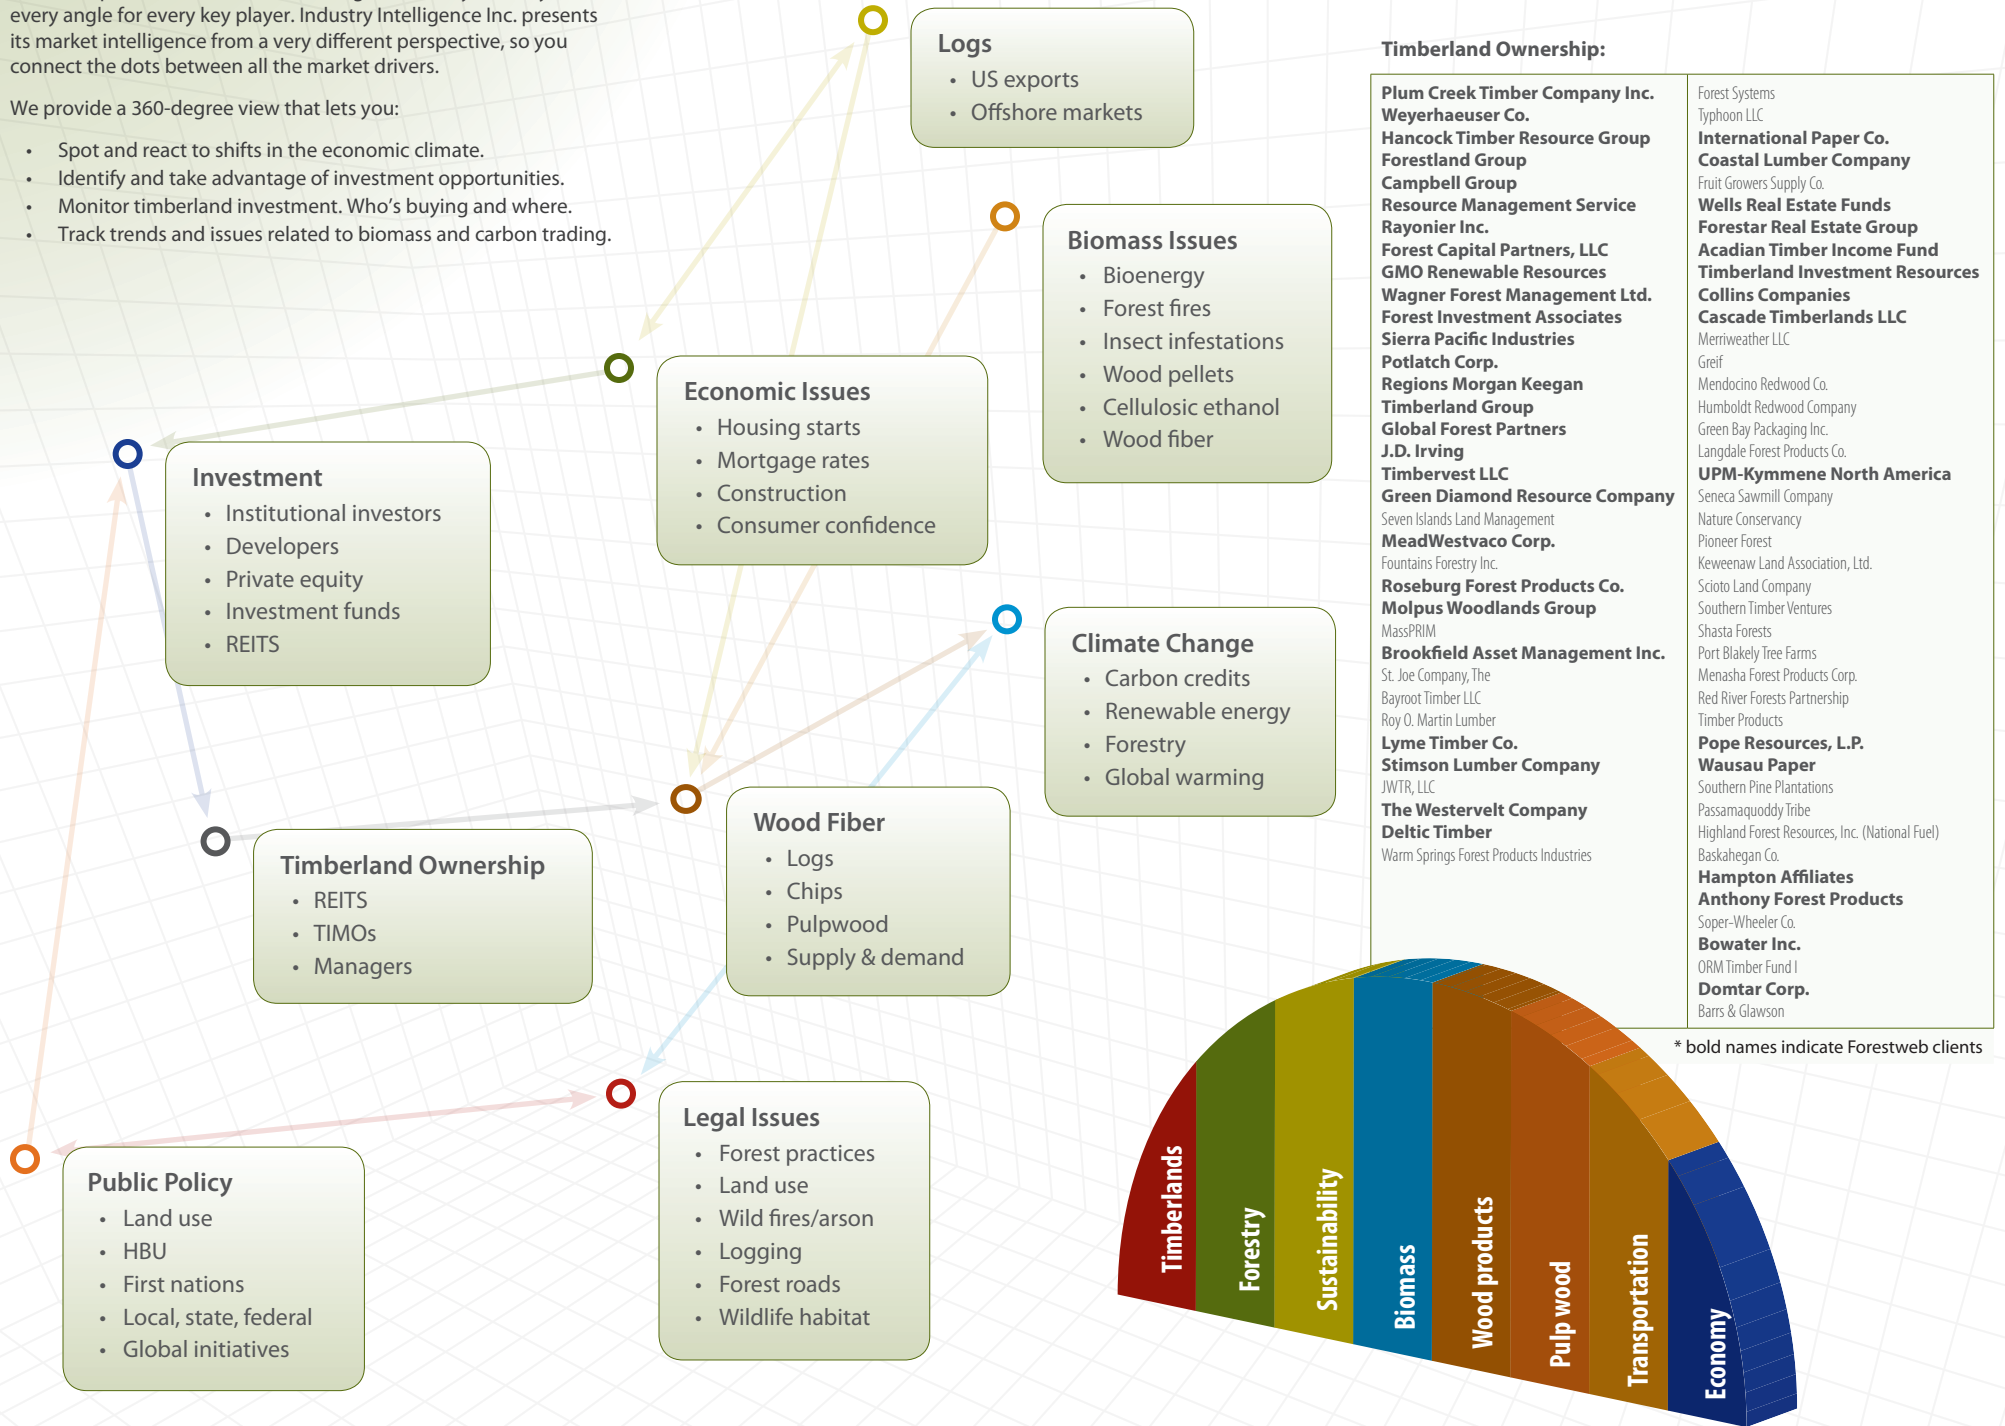 every angle for every key player. Industry Intelligence Inc. presents
its market intelligence from a very different perspective, so you
connect the dots between all the market drivers.
We provide a 360-degree view that lets you:
• Spot and react to shifts in the economic climate.
• Identify and take advantage of investment opportunities.
• Monitor timberland investment. Who's buying and where.
• Track trends and issues related to biomass and carbon trading.
Logs
• US exports
• Offshore markets
Biomass Issues
• Bioenergy
• Forest fires
• Insect infestations
• Wood pellets
• Cellulosic ethanol
• Wood fiber
Economic Issues
• Housing starts
• Mortgage rates
• Construction
• Consumer confidence
Investment
• Institutional investors
• Developers
• Private equity
• Investment funds
• REITS
Climate Change
• Carbon credits
• Renewable energy
• Forestry
• Global warming
Wood Fiber
• Logs
• Chips
• Pulpwood
• Supply & demand
Timberland Ownership
• REITS
• TIMOs
• Managers
Legal Issues
• Forest practices
• Land use
• Wild fires/arson
• Logging
• Forest roads
• Wildlife habitat
Public Policy
• Land use
• HBU
• First nations
• Local, state, federal
• Global initiatives
Timberland Ownership:
Plum Creek Timber Company Inc.
Weyerhaeuser Co.
Hancock Timber Resource Group
Forestland Group
Campbell Group
Resource Management Service
Rayonier Inc.
Forest Capital Partners, LLC
GMO Renewable Resources
Wagner Forest Management Ltd.
Forest Investment Associates
Sierra Pacific Industries
Potlatch Corp.
Regions Morgan Keegan
Timberland Group
Global Forest Partners
J.D. Irving
Timbervest LLC
Green Diamond Resource Company
Seven Islands Land Management
MeadWestvaco Corp.
Fountains Forestry Inc.
Roseburg Forest Products Co.
Molpus Woodlands Group
MassPRIM
Brookfield Asset Management Inc.
St. Joe Company, The
Bayroot Timber LLC
Roy O. Martin Lumber
Lyme Timber Co.
Stimson Lumber Company
JWTR, LLC
The Westervelt Company
Deltic Timber
Warm Springs Forest Products Industries
Forest Systems
Typhoon LLC
International Paper Co.
Coastal Lumber Company
Fruit Growers Supply Co.
Wells Real Estate Funds
Forestar Real Estate Group
Acadian Timber Income Fund
Timberland Investment Resources
Collins Companies
Cascade Timberlands LLC
Merriweather LLC
Greif
Mendocino Redwood Co.
Humboldt Redwood Company
Green Bay Packaging Inc.
Langdale Forest Products Co.
UPM-Kymmene North America
Seneca Sawmill Company
Nature Conservancy
Pioneer Forest
Keweenaw Land Association, Ltd.
Scioto Land Company
Southern Timber Ventures
Shasta Forests
Port Blakely Tree Farms
Menasha Forest Products Corp.
Red River Forests Partnership
Timber Products
Pope Resources, L.P.
Wausau Paper
Southern Pine Plantations
Passamaquoddy Tribe
Highland Forest Resources, Inc. (National Fuel)
Baskahegan Co.
Hampton Affiliates
Anthony Forest Products
Soper-Wheeler Co.
Bowater Inc.
ORM Timber Fund I
Domtar Corp.
Barrs & Glawson
* bold names indicate Forestweb clients
Timberlands
Forestry
Sustainability
Biomass
Wood products
Pulp wood
Transportation
Economy